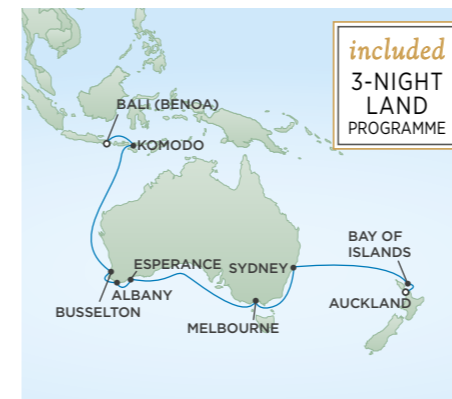 included
3-NIGHT
LAND
PROGRAMME
BALI (BENOA)
KOMODO
BAY OF
ISLANDS
ESPERANCE
SYDNEY
ALBANY
AUCKLAND
BUSSELTON
MELBOURNE